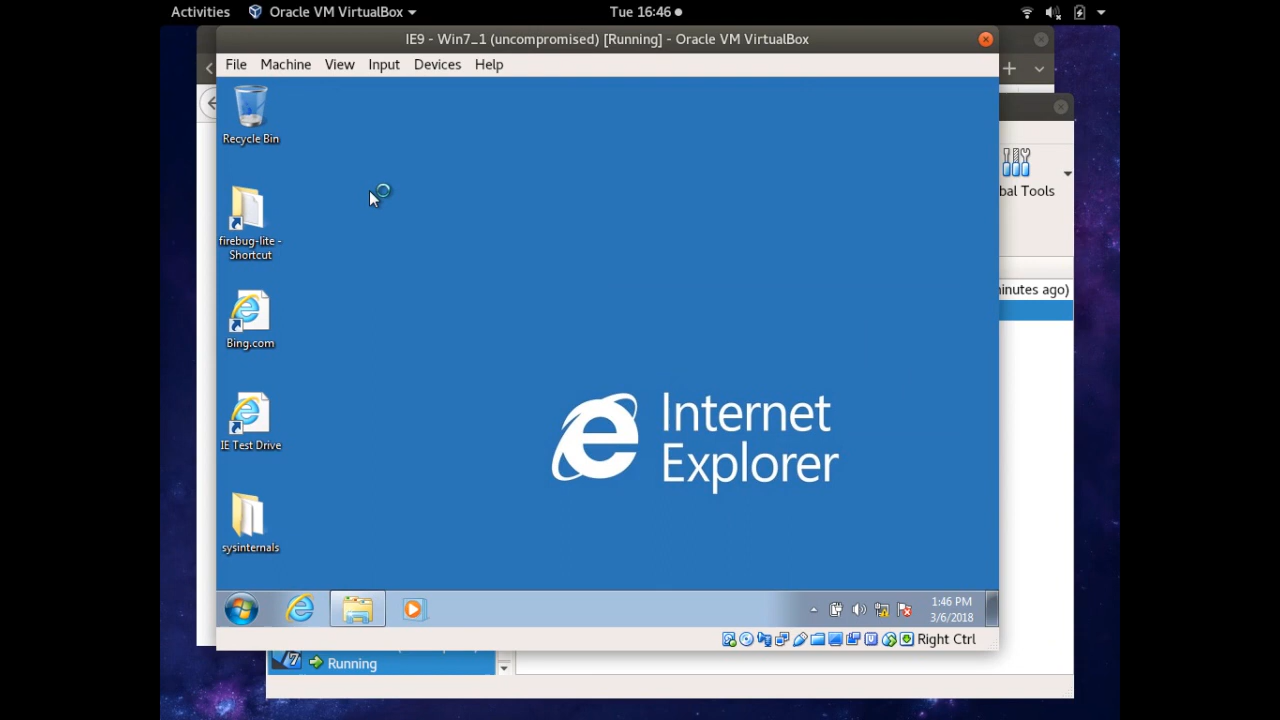 Activities
Oracle VM VirtualBox
Tue 16:46
IE9 - Win7_1 (uncompromised) [Running] - Oracle VM VirtualBox
File Machine View Input Devices Help
Recycle Bin
firebug-lite -
Shortcut
Bing.com
IE Test Drive
sysinternals
Internet
Explorer
bal Tools
inutes ago)
1:46 PM
3/6/2018
Right Ctrl
7
Running